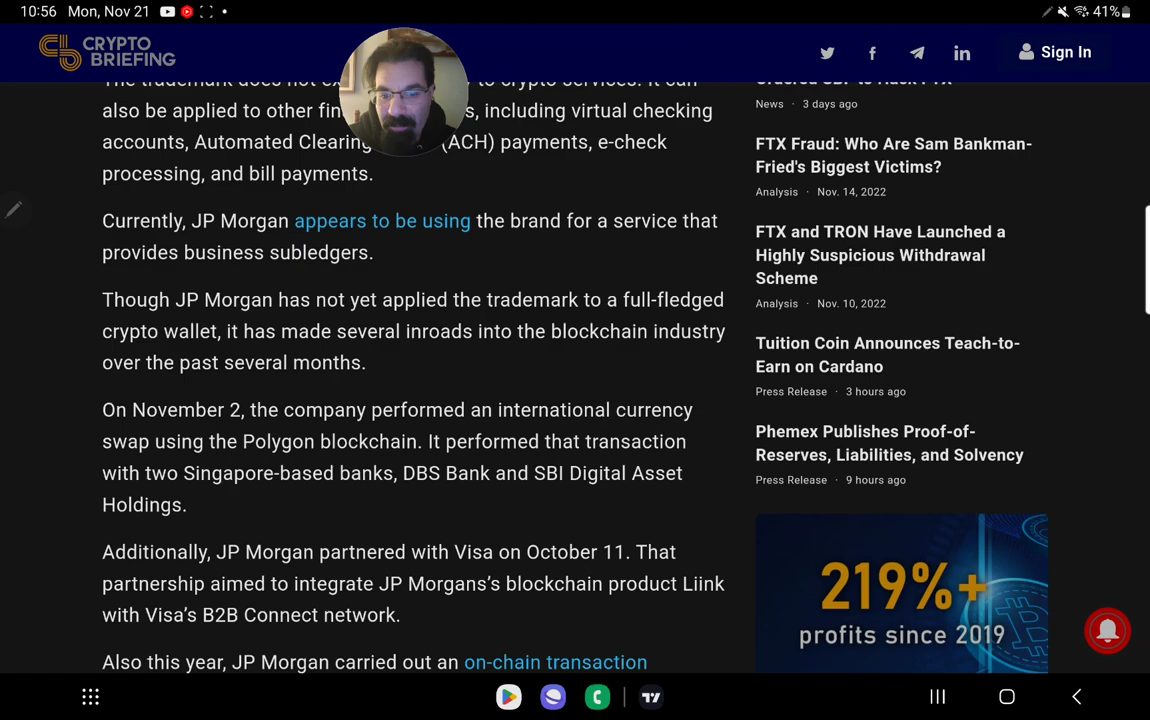 10:56 Mon, Nov 21
41%
CRYPTO
BRIEFING
Sign In
The trademark does not to crypto services. It can
also be applied to other including virtual checking
accounts, Automated (ACH) payments, e-check
processing, and bill payments.
Currently, JP Morgan appears to be using the brand for a service that
provides business subledgers.
Though JP Morgan has not yet applied the trademark to a full-fledged
crypto wallet, it has made several inroads into the blockchain industry
over the past several months.
On November 2, the company performed an international currency
swap using the Polygon blockchain. It performed that transaction
with two Singapore-based banks, DBS Bank and SBI Digital Asset
Holdings.
Additionally, JP Morgan partnered with Visa on October 11. That
partnership aimed to integrate JP Morgans's blockchain product Liink
with Visa's B2B Connect network.
Also this year, JP Morgan carried out an on-chain transaction
News · 3 days ago
FTX Fraud: Who Are Sam Bankman-
Fried's Biggest Victims?
Analysis · Nov. 14, 2022
FTX and TRON Have Launched a
Highly Suspicious Withdrawal
Scheme
Analysis · Nov. 10, 2022
Tuition Coin Announces Teach-to-
Earn on Cardano
Press Release · 3 hours ago
Phemex Publishes Proof-of-
Reserves, Liabilities, and Solvency
Press Release · 9 hours ago
219%+
profits since 2019